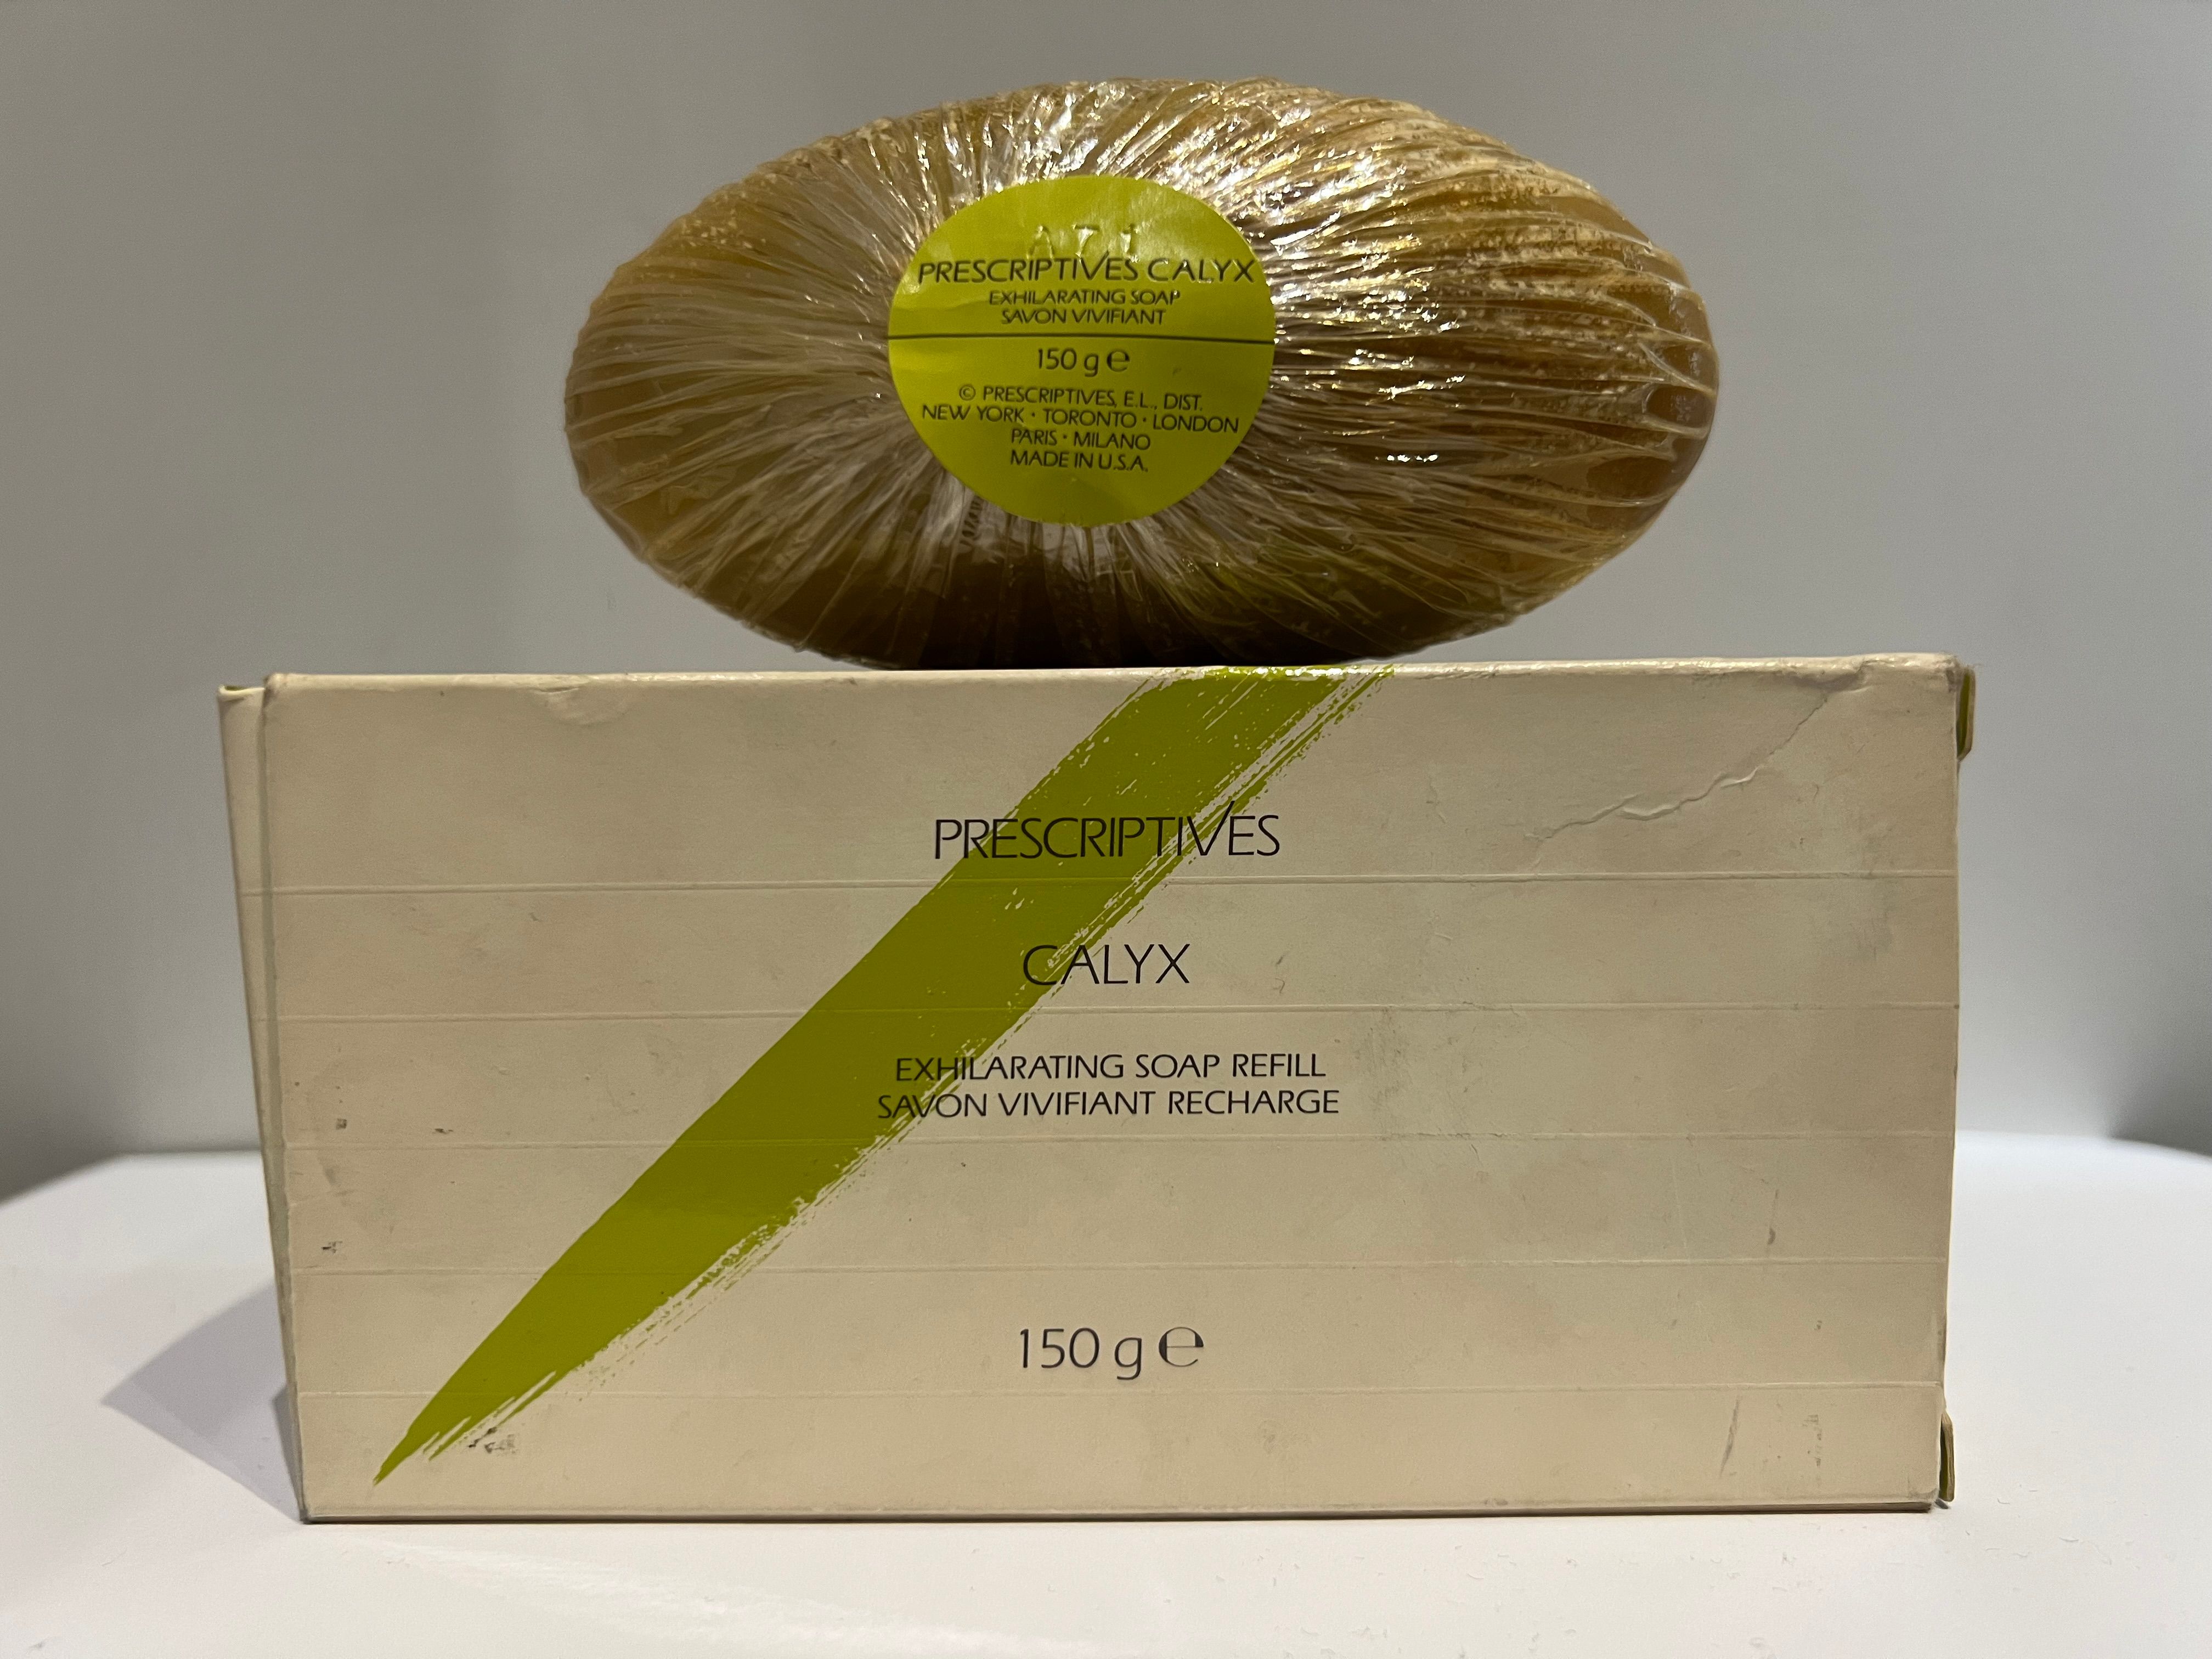 A71
PRESCRIPTIVES CALYX
EXHILARATING SOAP
SAVON VIVIFIANT
150 g ℮
© PRESCRIPTIVES, E.L., DIST.
NEW YORK · TORONTO · LONDON
PARIS · MILANO
MADE IN U.S.A.
PRESCRIPTIVES
CALYX
EXHILARATING SOAP REFILL
SAVON VIVIFIANT RECHARGE
150 g ℮